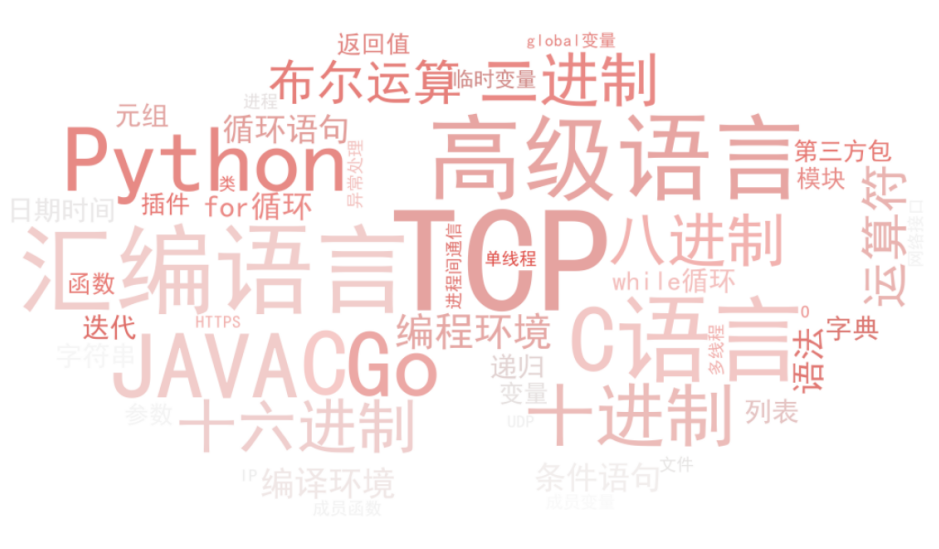 返回值
global变量
布尔运算
临时变量
二进制
进程
元组
循环语句
Python
高级语言
异常处理
类
第三方包
模块
插件
for循环
日期时间
运算符
网络接口
汇编语言
TCP
八进制
进程间通信
单线程
函数
while循环
迭代
HTTPS
编程环境
C语言
O
多线程
语法
字典
字符串
JAVA
C
Go
递归
变量
参数
十六进制
UDP
十进制
列表
IP
编译环境
条件语句
文件
成员函数
成员变量